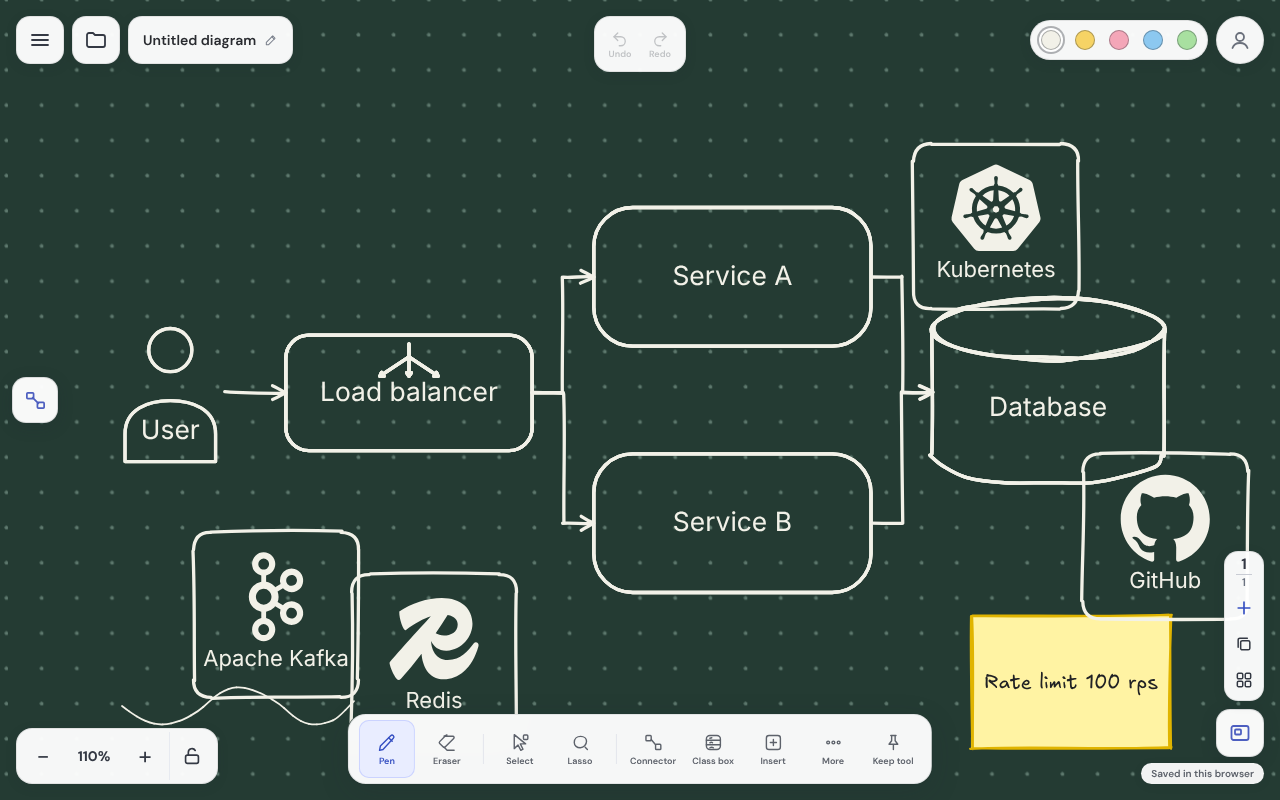 Untitled diagram
Undo
Redo
Kubernetes
Service A
Load balancer
User
Database
Service B
GitHub
Apache Kafka
Redis
Rate limit 100 rps
1
1
110%
Pen
Eraser
Select
Lasso
Connector
Class box
Insert
More
Keep tool
Saved in this browser